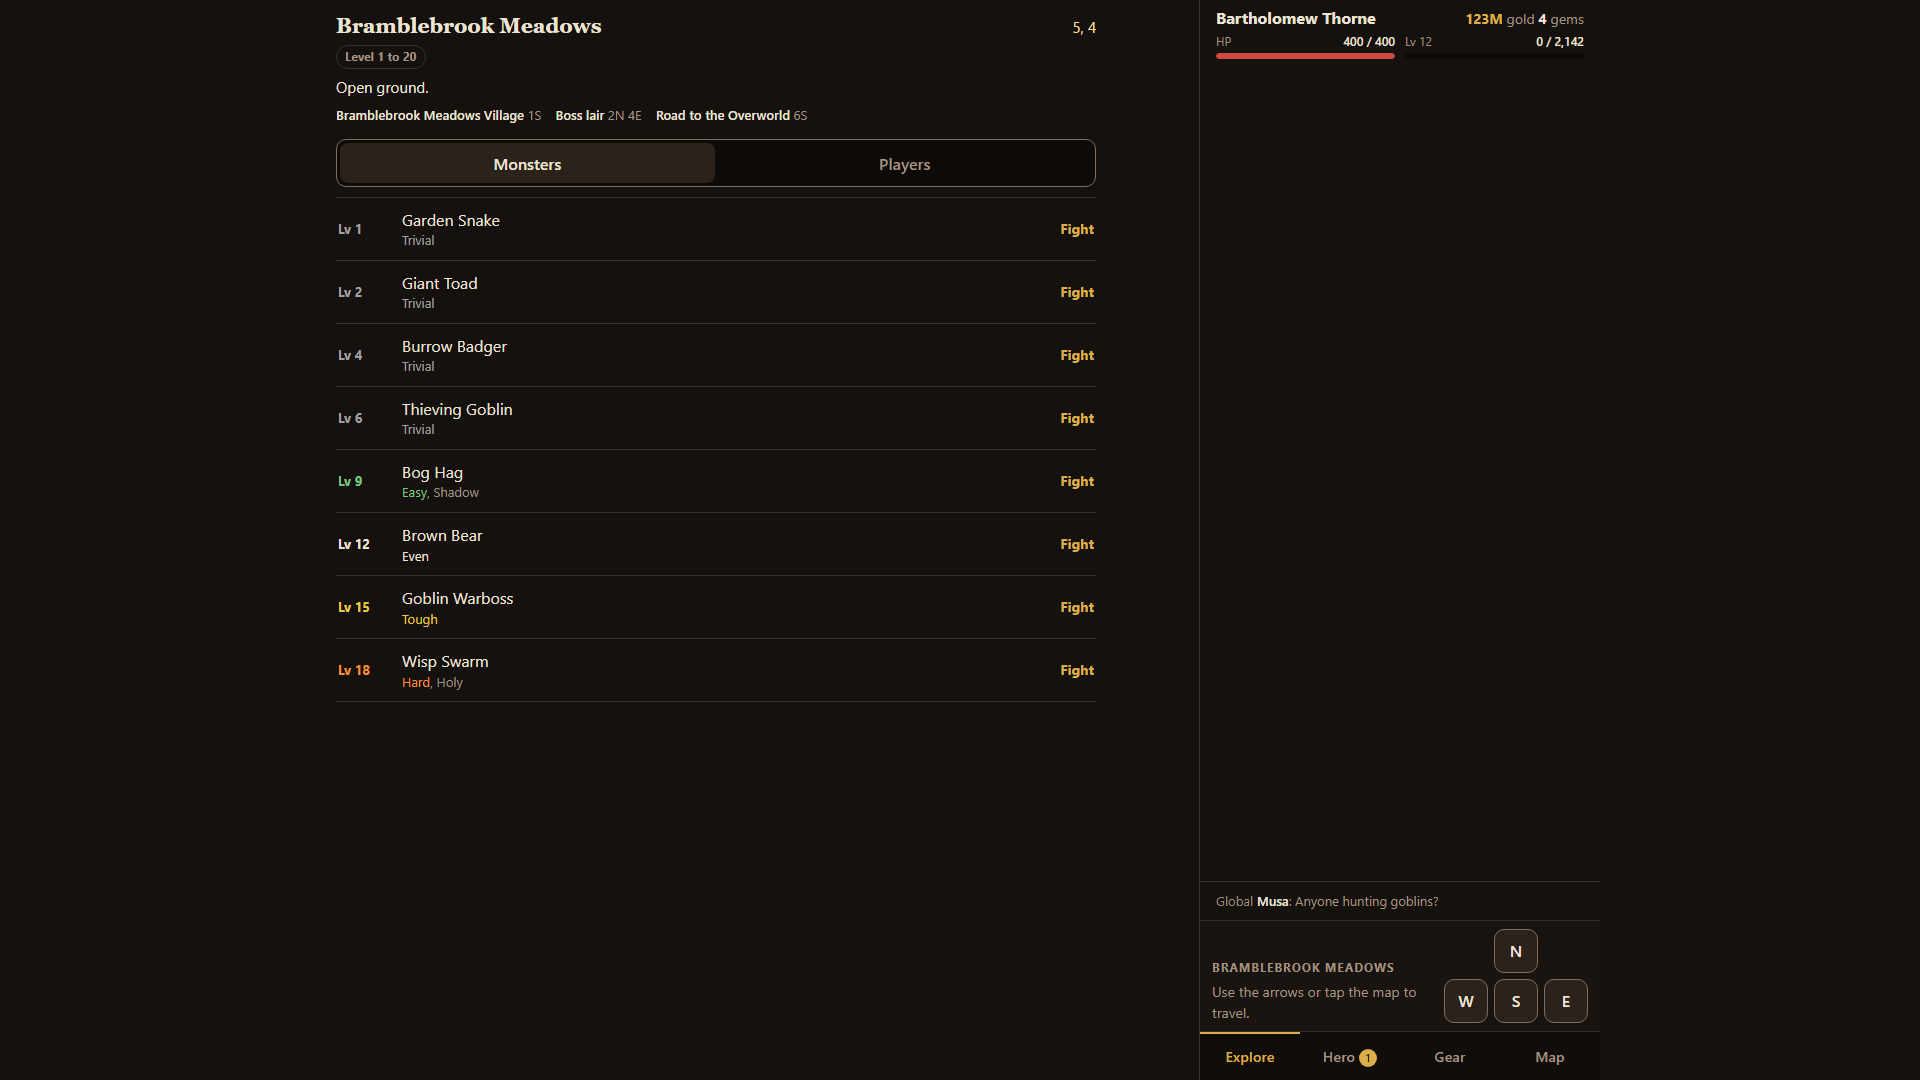 Bramblebrook Meadows
5, 4
Level 1 to 20
Open ground.
Bramblebrook Meadows Village 1S Boss lair 2N 4E Road to the Overworld 6S
Monsters
Players
Lv 1
Garden Snake
Trivial
Fight
Lv 2
Giant Toad
Trivial
Fight
Lv 4
Burrow Badger
Trivial
Fight
Lv 6
Thieving Goblin
Trivial
Fight
Lv 9
Bog Hag
Easy, Shadow
Fight
Lv 12
Brown Bear
Even
Fight
Lv 15
Goblin Warboss
Tough
Fight
Lv 18
Wisp Swarm
Hard, Holy
Fight
Bartholomew Thorne
123M gold 4 gems
HP 400 / 400
Lv 12 0 / 2,142
Global Musa: Anyone hunting goblins?
BRAMBLEBROOK MEADOWS
Use the arrows or tap the map to
travel.
N
W
S
E
Explore
Hero 1
Gear
Map